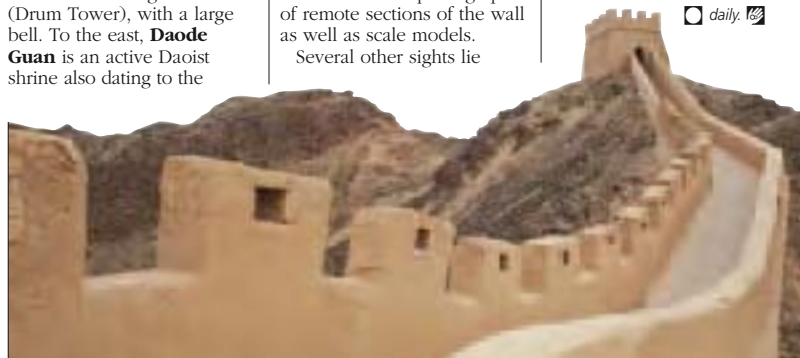 (Drum Tower), with a large
bell. To the east, Daode
Guan is an active Daoist
shrine also dating to the
of remote sections of the wall
as well as scale models.
Several other sights lie
daily.